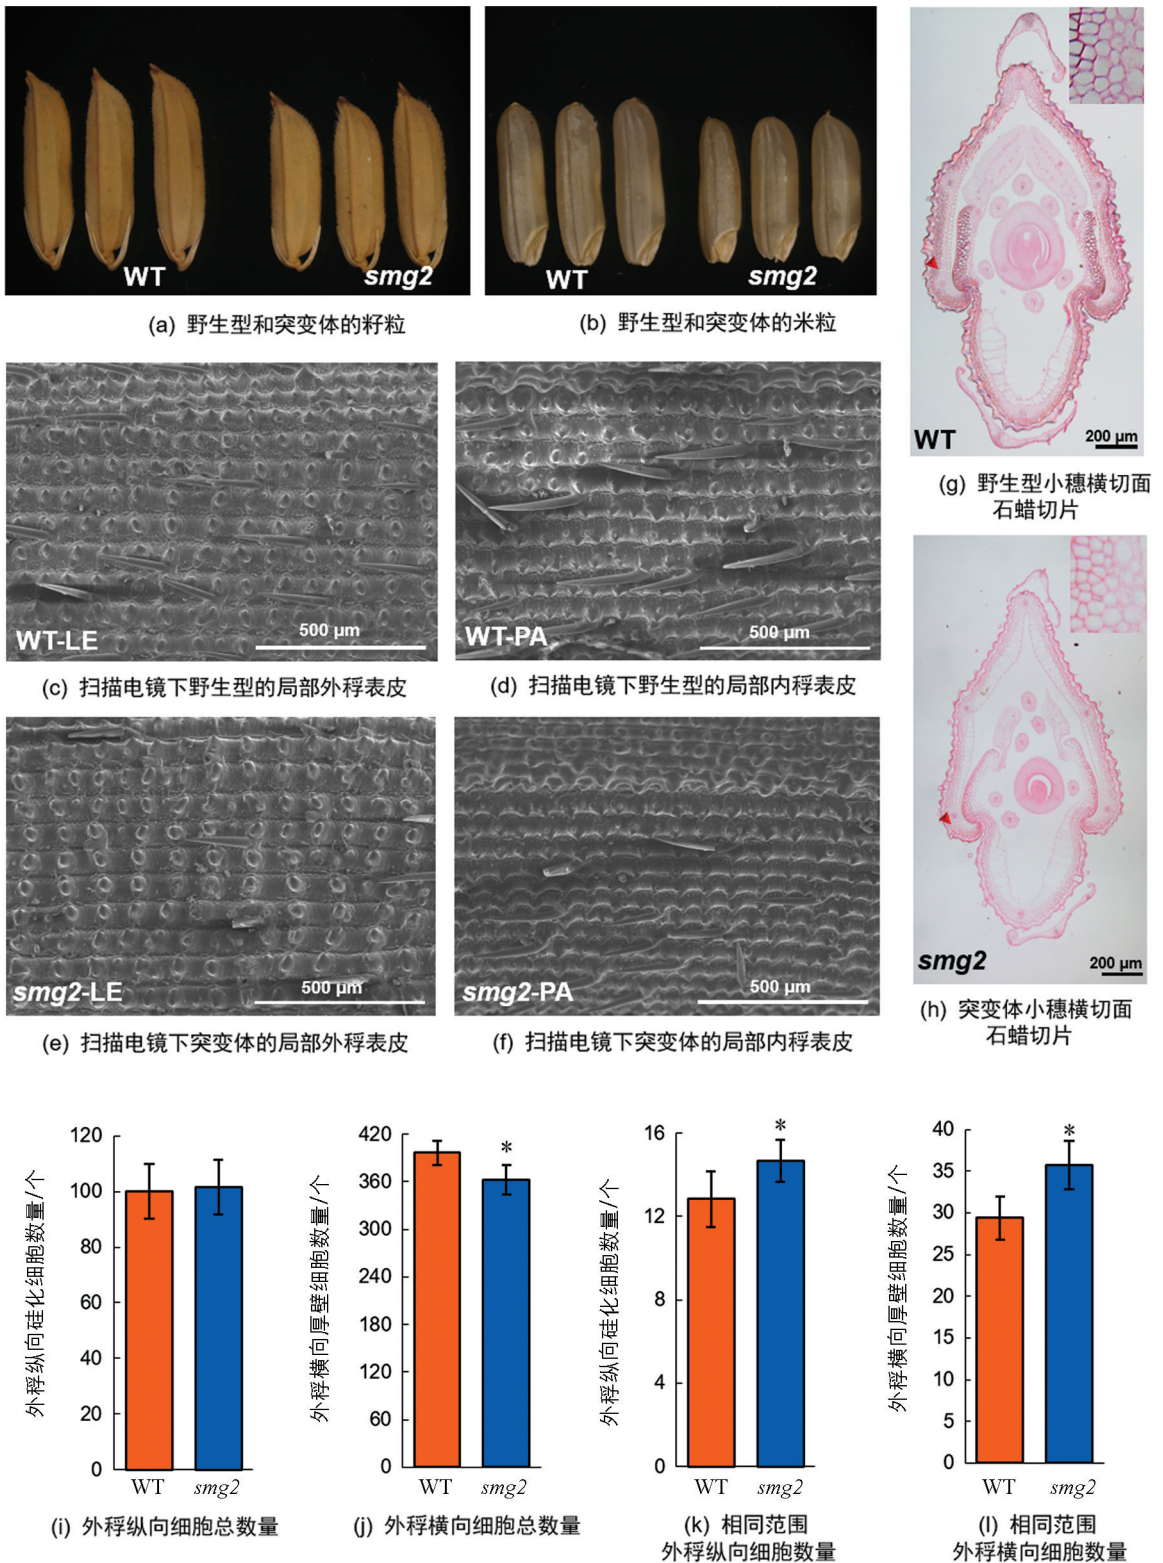 WT
smg2
WT
smg2
(a) 野生型和突变体的籽粒
(b) 野生型和突变体的米粒
WT
200 μm
(g) 野生型小穗横切面
石蜡切片
WT-LE
500 μm
WT-PA
500 μm
(c) 扫描电镜下野生型的局部外稃表皮
(d) 扫描电镜下野生型的局部内稃表皮
smg2-LE
500 μm
smg2-PA
500 μm
smg2
200 μm
(h) 突变体小穗横切面
石蜡切片
(e) 扫描电镜下突变体的局部外稃表皮
(f) 扫描电镜下突变体的局部内稃表皮
外稃纵向硅化细胞数量/个
120
100
80
60
40
20
0
WT
smg2
(i) 外稃纵向细胞总数量
外稃横向厚壁细胞数量/个
420
360
300
240
180
120
60
0
*
WT
smg2
(j) 外稃横向细胞总数量
外稃纵向硅化细胞数量/个
16
12
8
4
0
*
WT
smg2
(k) 相同范围
外稃纵向细胞数量
外稃横向厚壁细胞数量/个
40
35
30
25
20
15
10
5
0
*
WT
smg2
(l) 相同范围
外稃横向细胞数量